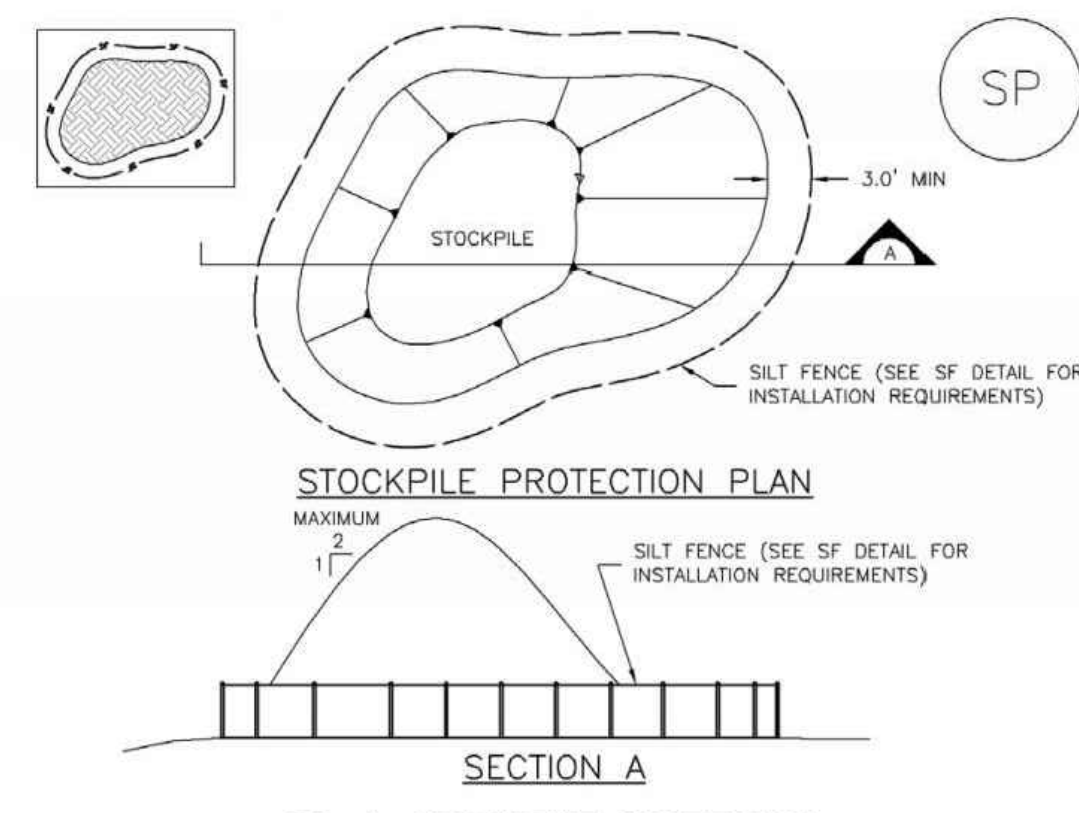 SP
3.0' MIN
STOCKPILE
A
SILT FENCE (SEE SF DETAIL FOR
INSTALLATION REQUIREMENTS)
STOCKPILE PROTECTION PLAN
MAXIMUM
2
1
SILT FENCE (SEE SF DETAIL FOR
INSTALLATION REQUIREMENTS)
SECTION A